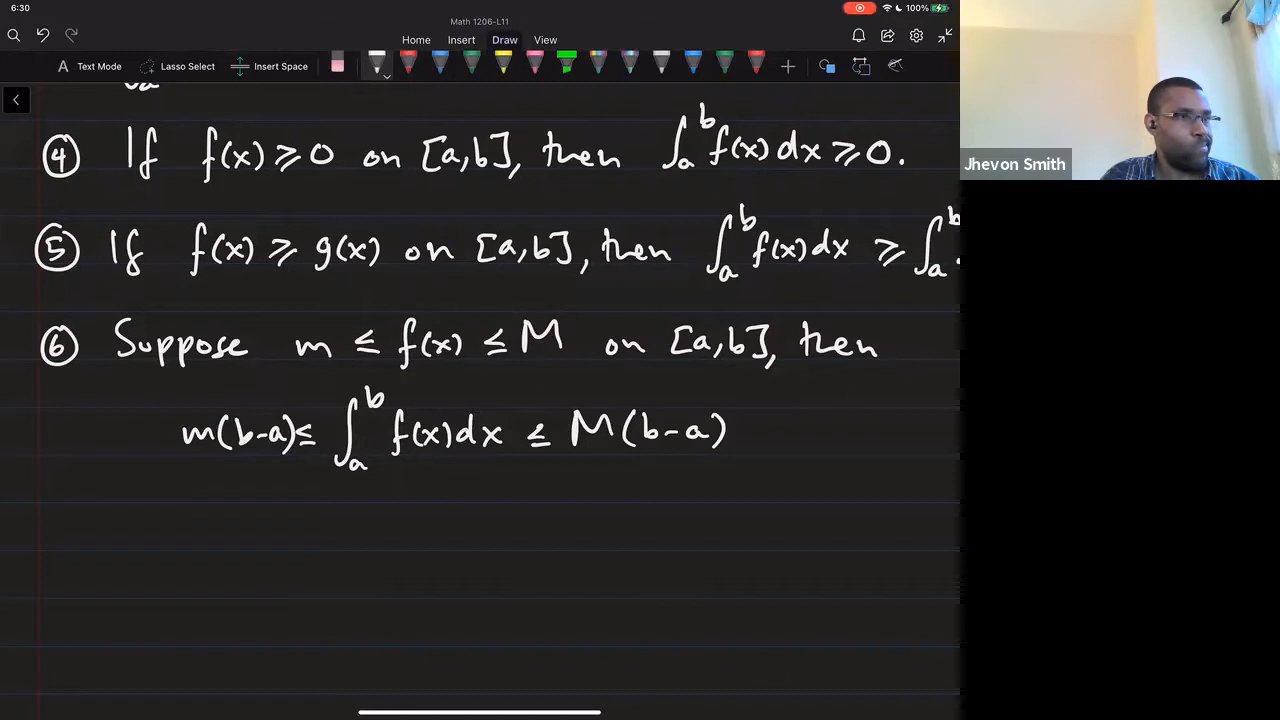 6:30
100%
Math 1206-L11
Home Insert Draw View
Text Mode Lasso Select Insert Space
Jhevon Smith
④ If f(x) ≥ 0 on [a,b], then ∫_a^b f(x)dx ≥ 0.
⑤ If f(x) ≥ g(x) on [a,b], then ∫_a^b f(x)dx ≥ ∫_a^b
⑥ Suppose m ≤ f(x) ≤ M on [a,b], then
m(b-a) ≤ ∫_a^b f(x)dx ≤ M(b-a)